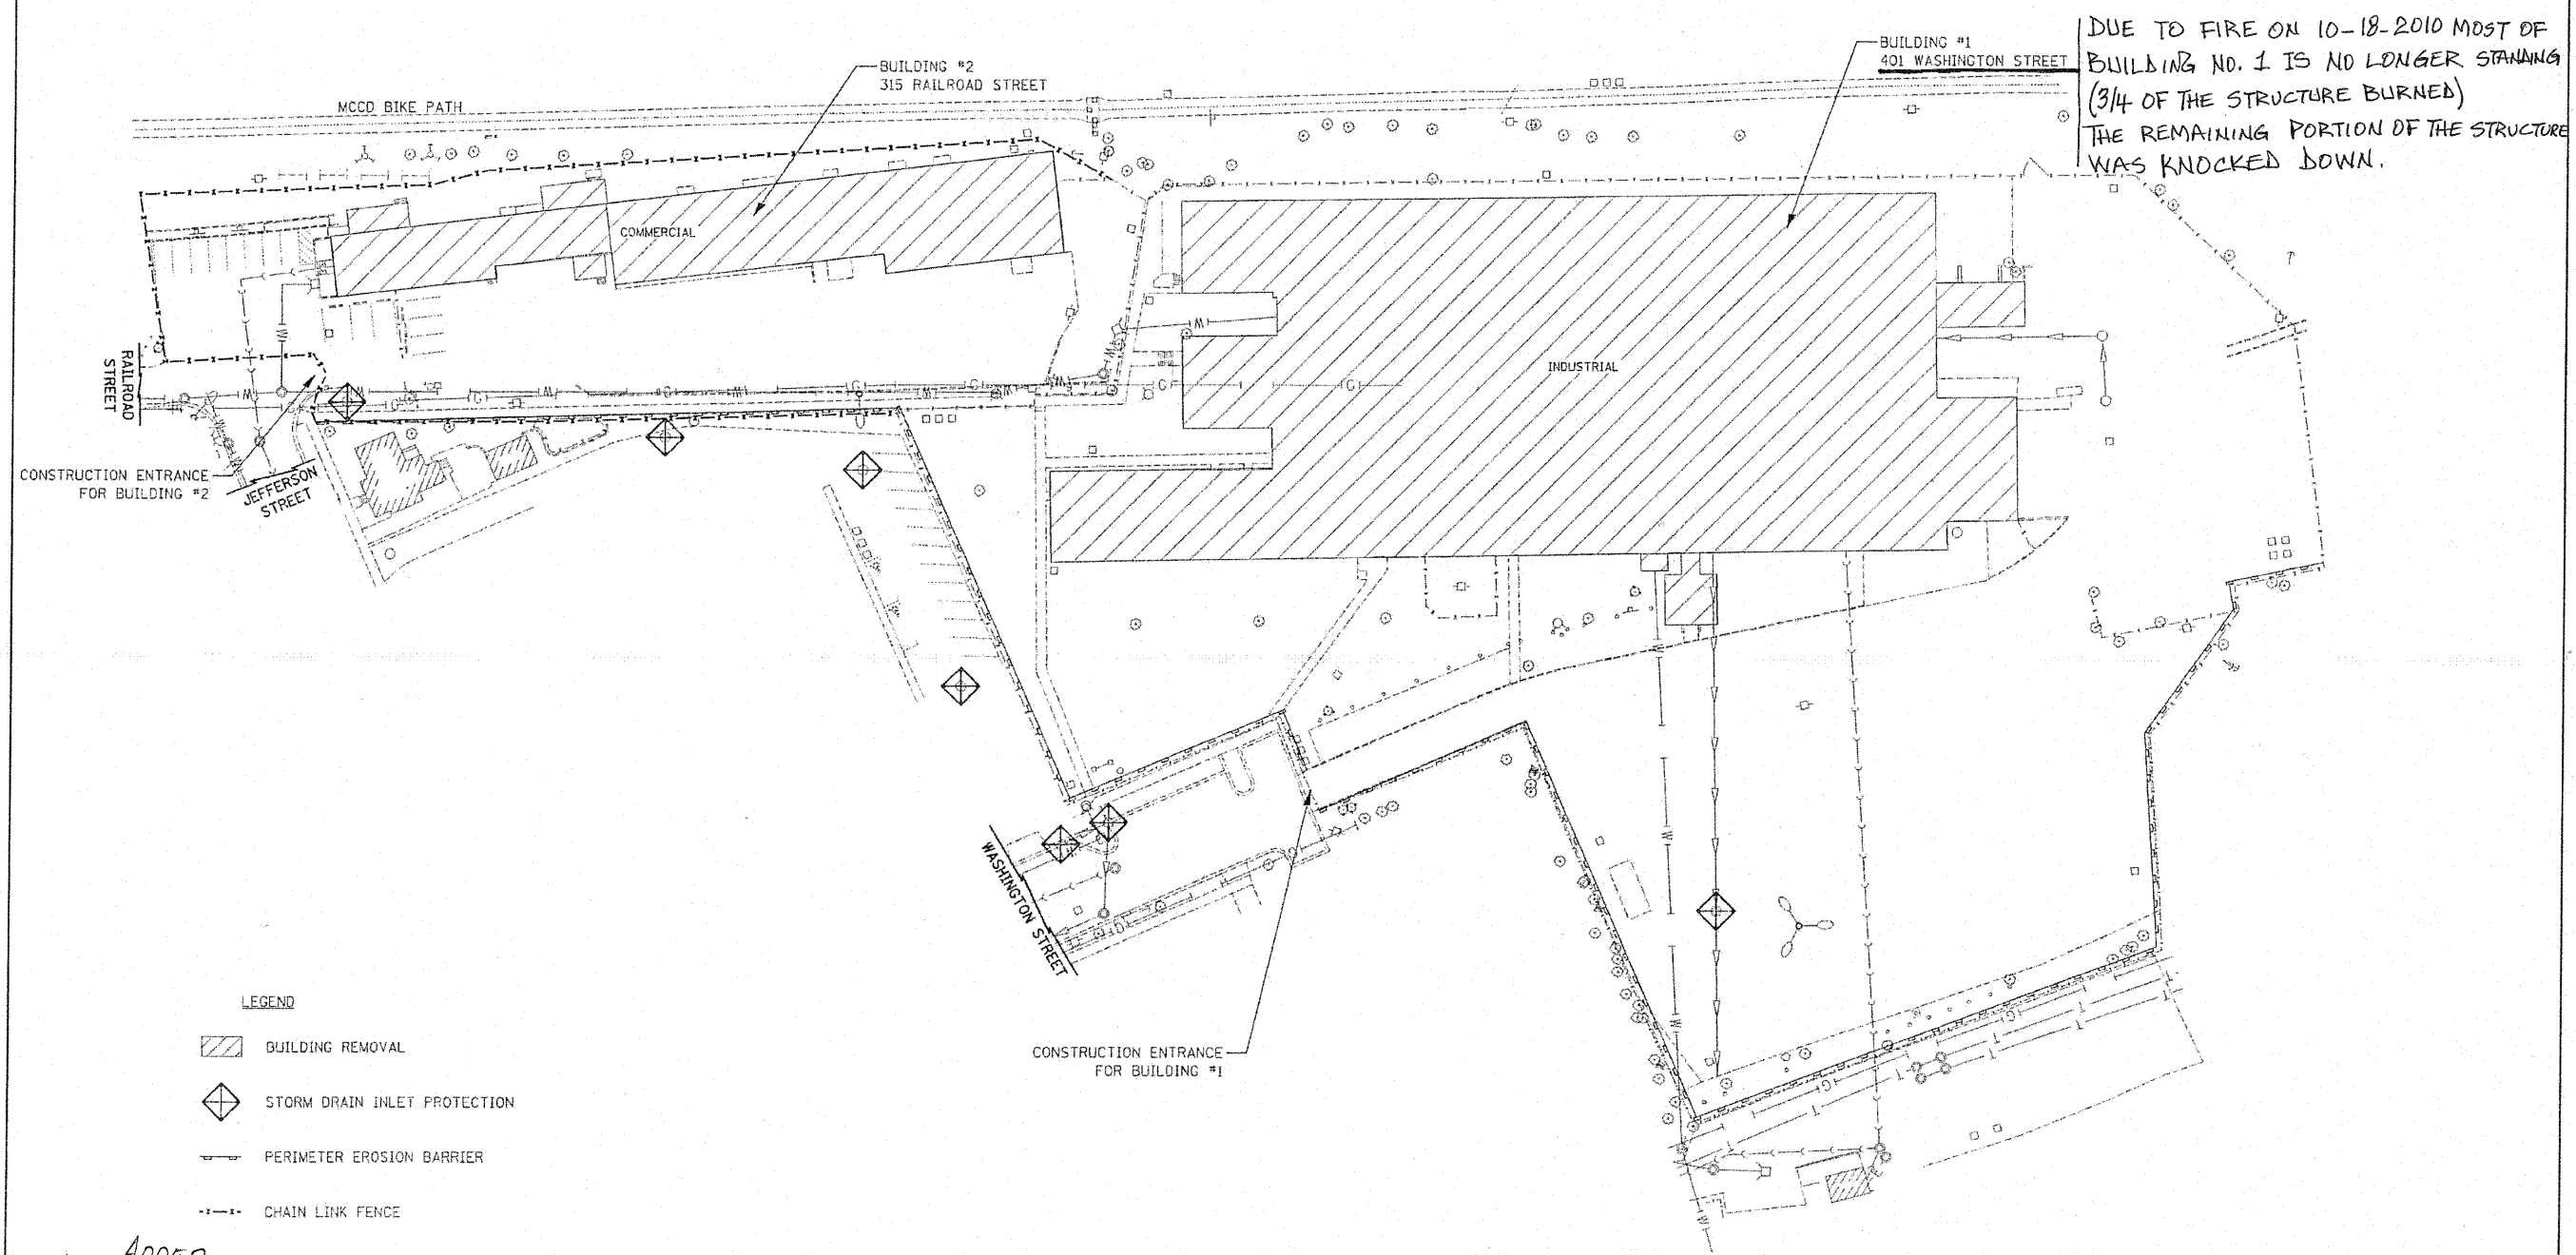 DUE TO FIRE ON 10-18-2010 MOST OF
BUILDING NO. 1 IS NO LONGER STANDING
(3/4 OF THE STRUCTURE BURNED)
THE REMAINING PORTION OF THE STRUCTURE
WAS KNOCKED DOWN.
BUILDING #1
401 WASHINGTON STREET
BUILDING #2
315 RAILROAD STREET
MCCD BIKE PATH
COMMERCIAL
INDUSTRIAL
RAILROAD
STREET
CONSTRUCTION ENTRANCE
FOR BUILDING #2
JEFFERSON
STREET
WASHINGTON STREET
CONSTRUCTION ENTRANCE
FOR BUILDING #1
LEGEND
BUILDING REMOVAL
STORM DRAIN INLET PROTECTION
PERIMETER EROSION BARRIER
CHAIN LINK FENCE